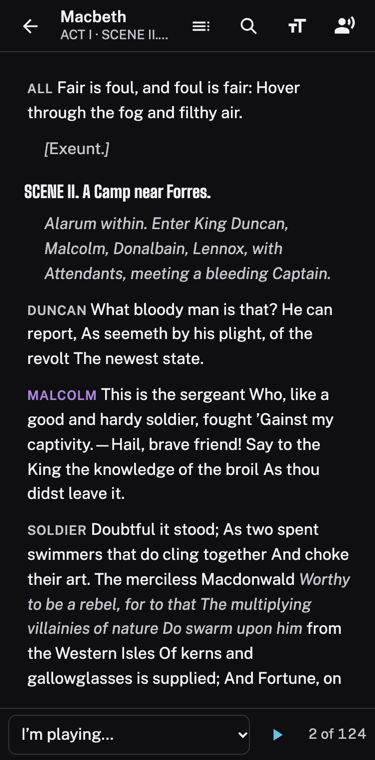 Macbeth
ACT I · SCENE II....
ALL Fair is foul, and foul is fair: Hover
through the fog and filthy air.
[Exeunt.]
SCENE II. A Camp near Forres.
Alarum within. Enter King Duncan,
Malcolm, Donalbain, Lennox, with
Attendants, meeting a bleeding Captain.
DUNCAN What bloody man is that? He can
report, As seemeth by his plight, of the
revolt The newest state.
MALCOLM This is the sergeant Who, like a
good and hardy soldier, fought ’Gainst my
captivity.—Hail, brave friend! Say to the
King the knowledge of the broil As thou
didst leave it.
SOLDIER Doubtful it stood; As two spent
swimmers that do cling together And choke
their art. The merciless Macdonwald Worthy
to be a rebel, for to that The multiplying
villainies of nature Do swarm upon him from
the Western Isles Of kerns and
gallowglasses is supplied; And Fortune, on
I’m playing...
2 of 124